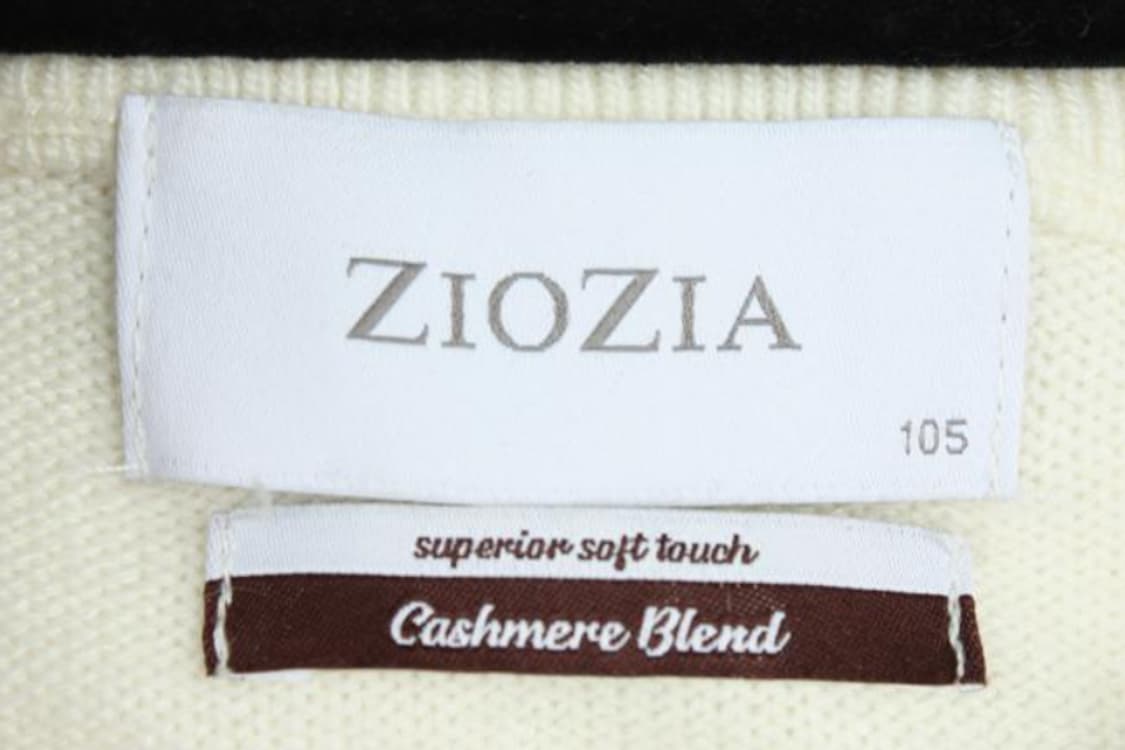 ZIOZIA
105
superior soft touch
Cashmere Blend